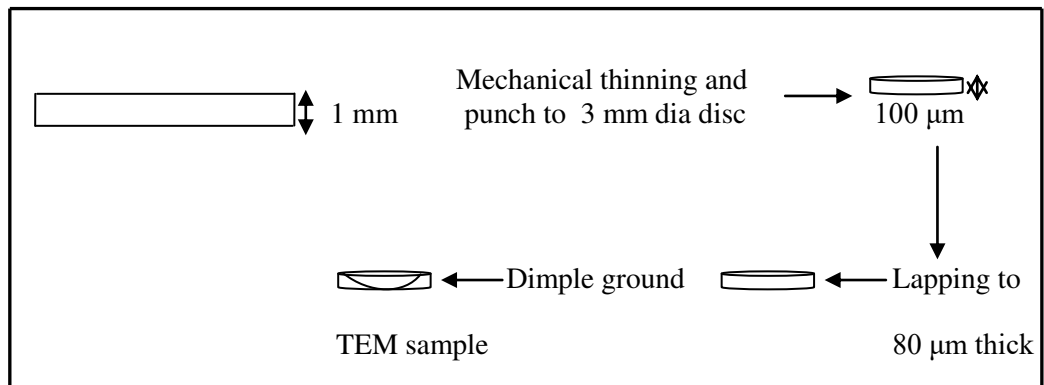 Mechanical thinning and
punch to 3 mm dia disc
1 mm
100 μm
Dimple ground
Lapping to
TEM sample
80 μm thick